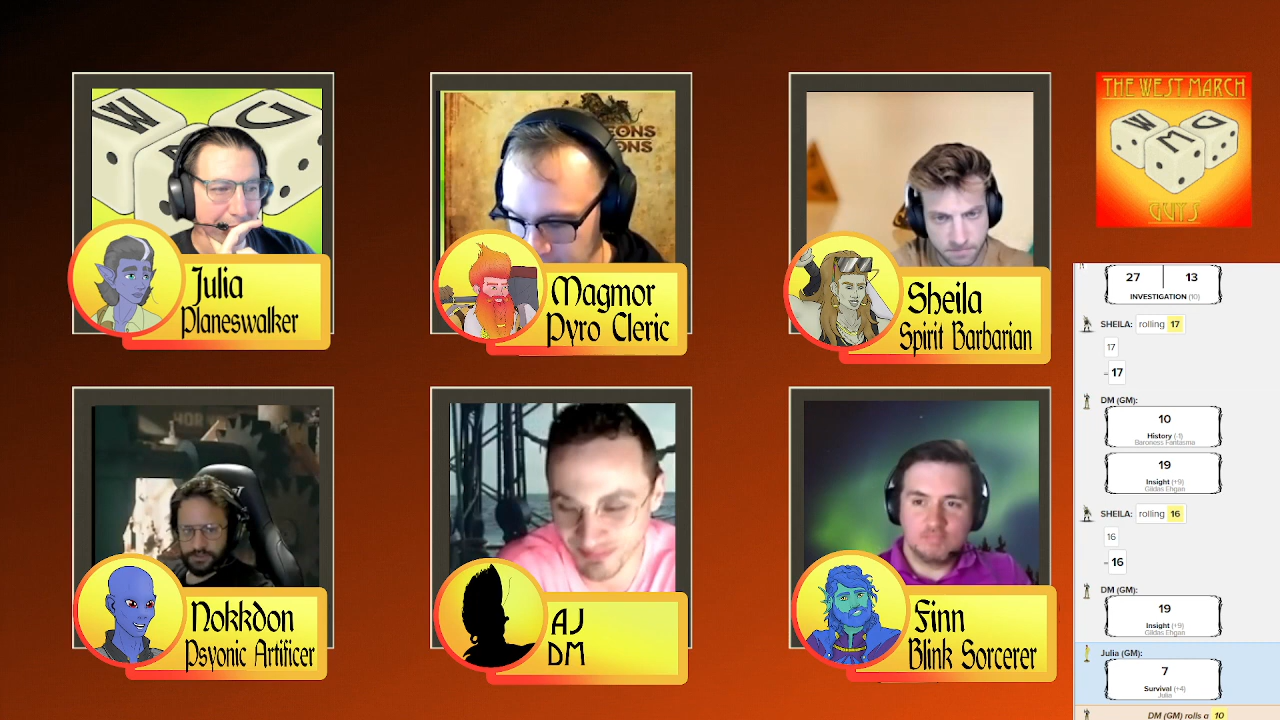 W
G
Julia
Planeswalker
EONS
ONS
Magmor
Pyro Cleric
Sheila
Spirit Barbarian
THE WEST MARCH
W
M
G
GUYS
Nokkdon
Psyonic Artificer
AJ
DM
Finn
Blink Sorcerer
27 13
INVESTIGATION (10)
SHEILA: rolling 17
17
=17
DM (GM):
10
History (-1)
Baroness Fantasma
19
Insight (+9)
Gildas Ehgan
SHEILA: rolling 16
16
=16
DM (GM):
19
Insight (+9)
Gildas Ehgan
Julia (GM):
7
Survival (+4)
Julia
DM (GM) rolls a 10